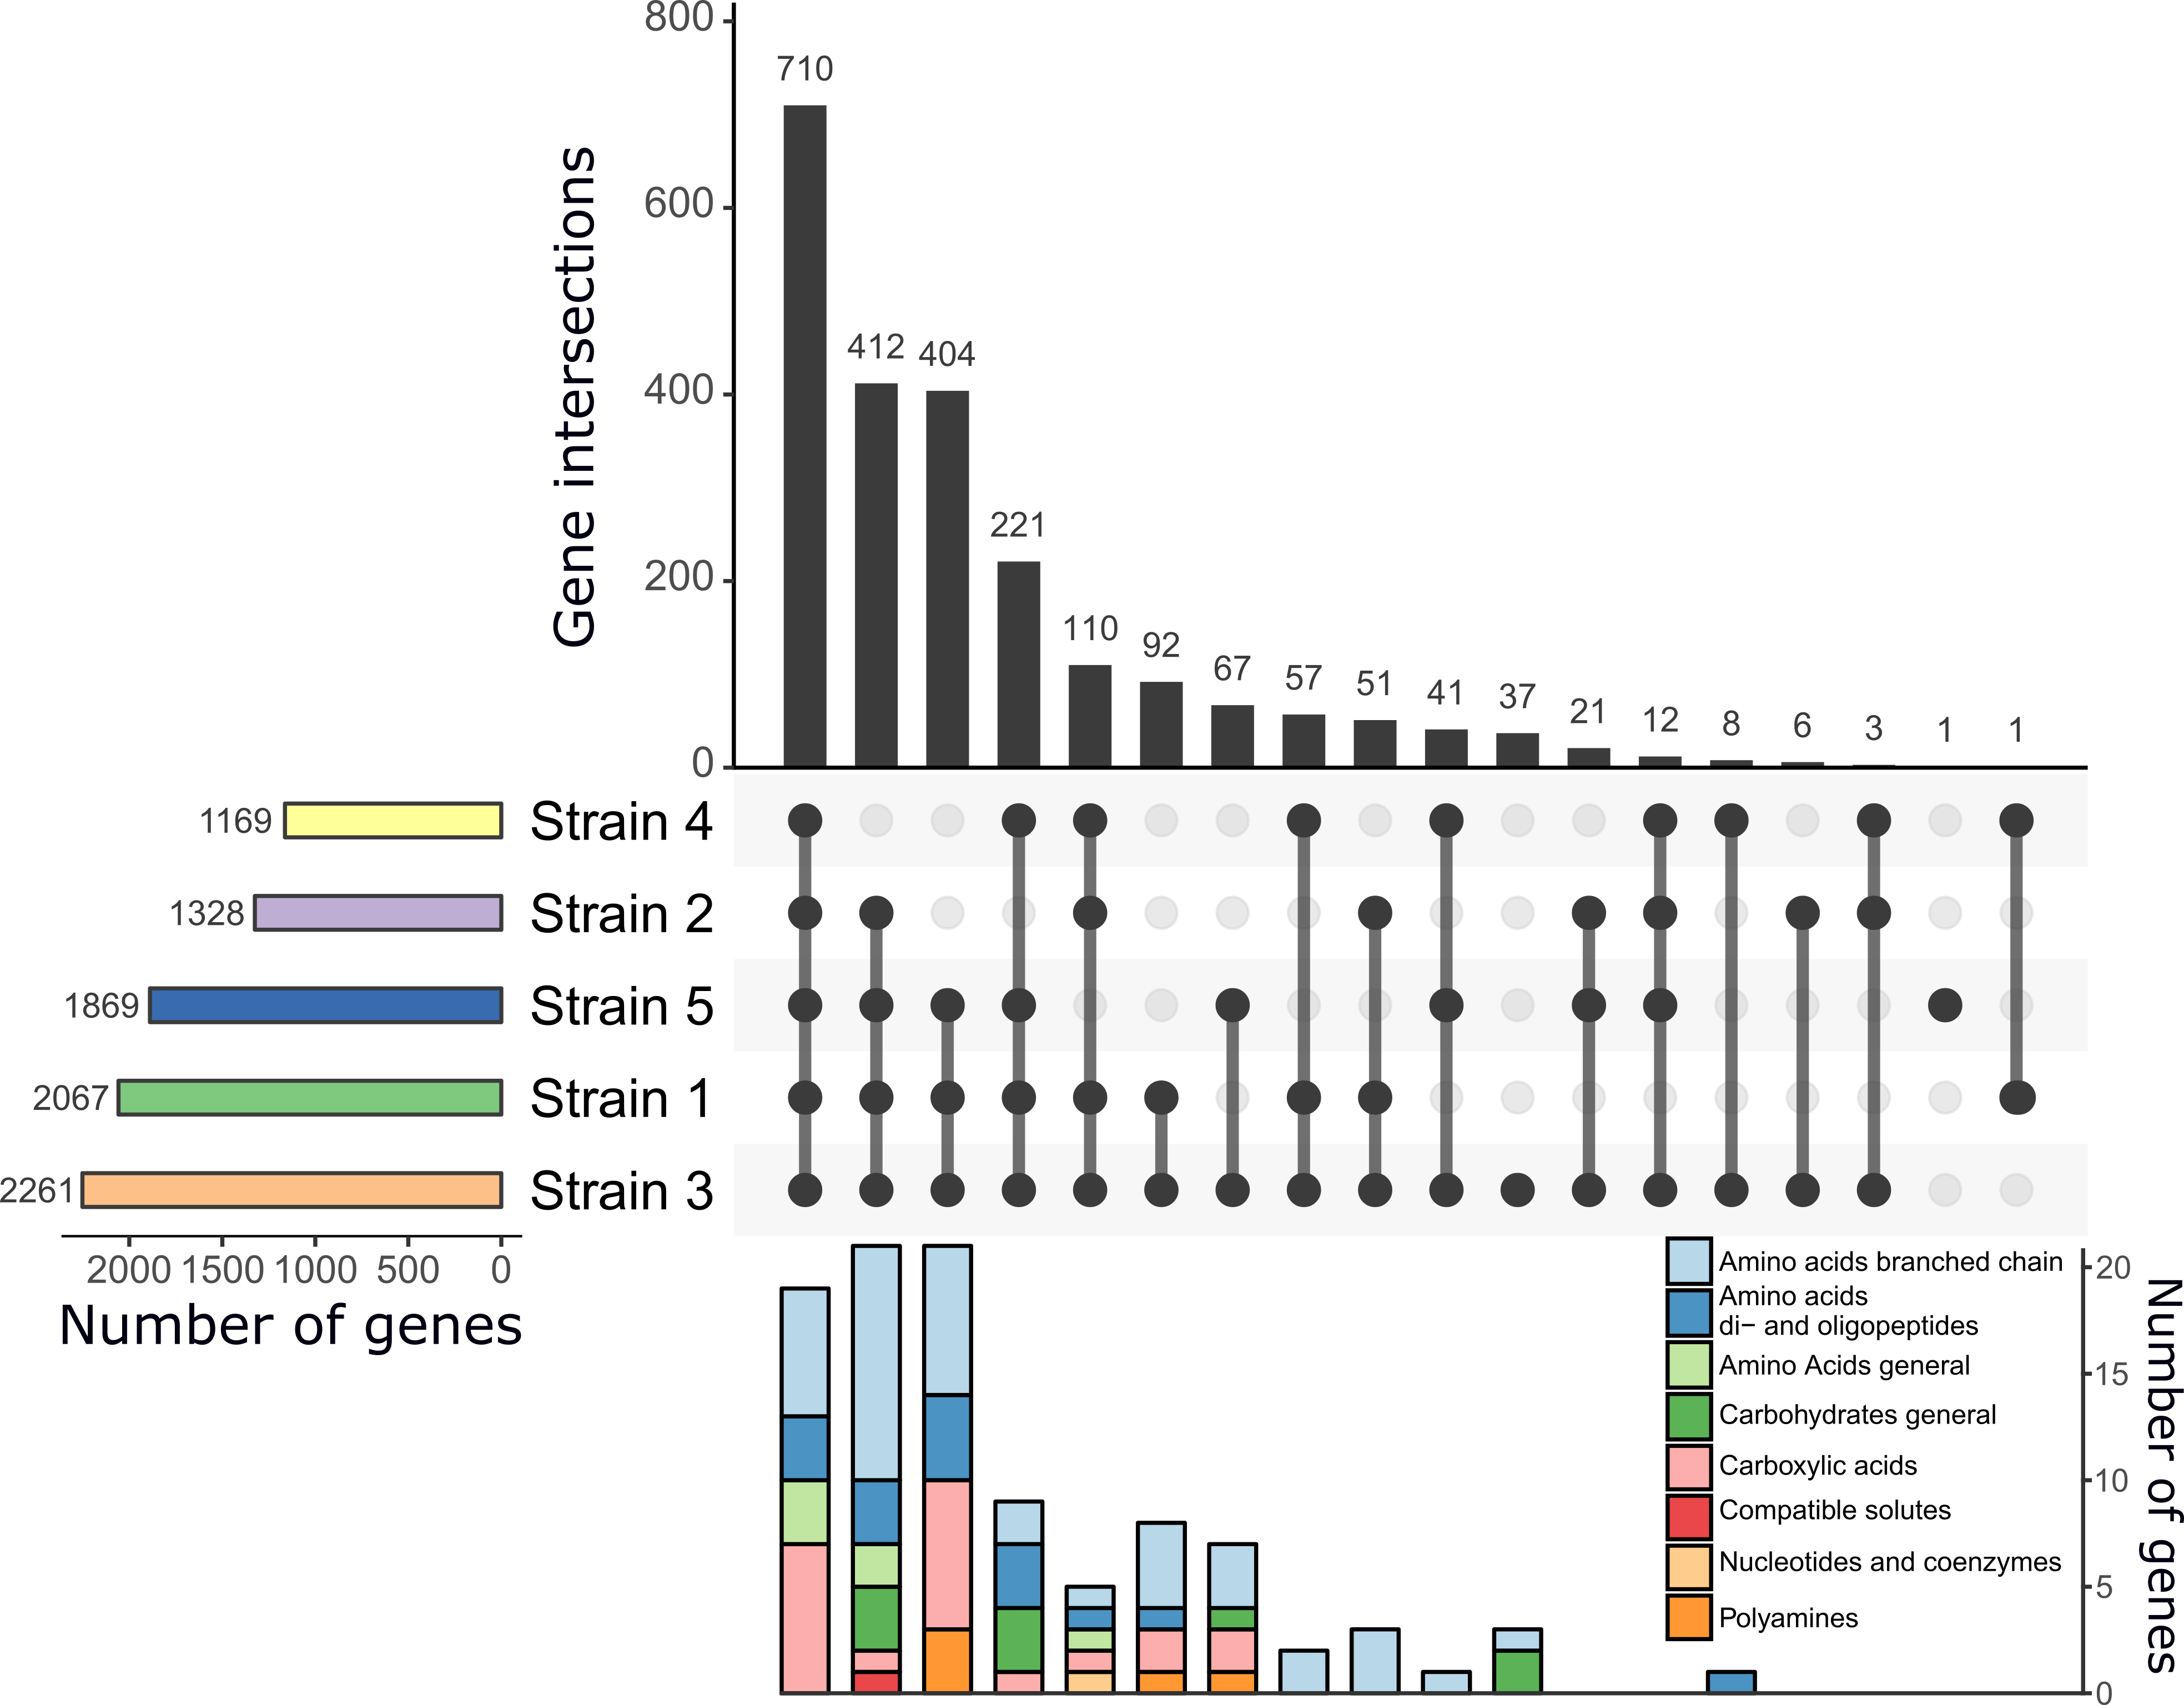 Gene intersections
800
600
400
200
0
710
412
404
221
110
92
67
57
51
41
37
21
12
8
6
3
1
1
1169
Strain 4
1328
Strain 2
1869
Strain 5
2067
Strain 1
2261
Strain 3
2000 1500 1000 500 0
Number of genes
Amino acids branched chain
Amino acids
di− and oligopeptides
Amino Acids general
Carbohydrates general
Carboxylic acids
Compatible solutes
Nucleotides and coenzymes
Polyamines
20
15
10
5
0
Number of genes